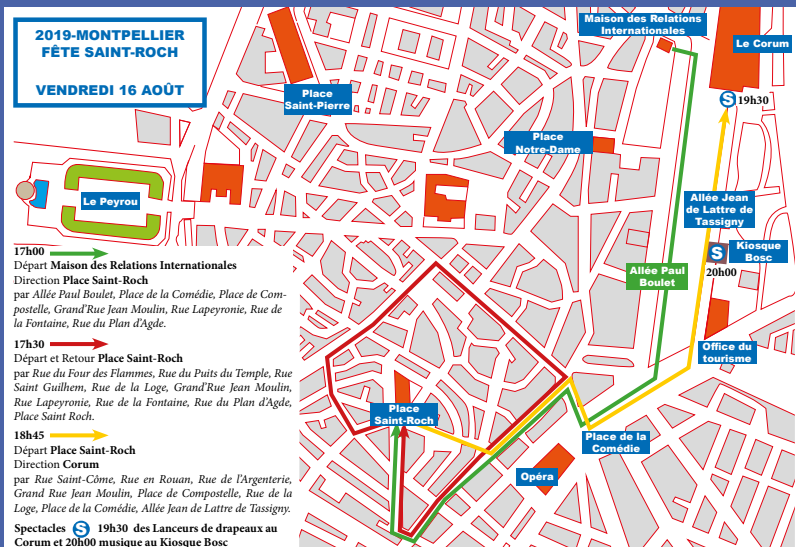 2019-MONTPELLIER
FÊTE SAINT-ROCH
VENDREDI 16 AOÛT
Maison des Relations
Internationales
Le Corum
S 19h30
Place
Saint-Pierre
Place
Notre-Dame
Le Peyrou
Allée Jean
de Lattre de
Tassigny
S
Kiosque
Bosc
20h00
Allée Paul
Boulet
Office du
tourisme
Place
Saint-Roch
Place de la
Comédie
Opéra
17h00
Départ Maison des Relations Internationales
Direction Place Saint-Roch
par Allée Paul Boulet, Place de la Comédie, Place de Com-
postelle, Grand'Rue Jean Moulin, Rue Lapeyronie, Rue de
la Fontaine, Rue du Plan d'Agde.
17h30
Départ et Retour Place Saint-Roch
par Rue du Four des Flammes, Rue du Puits du Temple, Rue
Saint Guilhem, Rue de la Loge, Grand'Rue Jean Moulin,
Rue Lapeyronie, Rue de la Fontaine, Rue du Plan d'Agde,
Place Saint Roch.
18h45
Départ Place Saint-Roch
Direction Corum
par Rue Saint-Côme, Rue en Rouan, Rue de l'Argenterie,
Grand Rue Jean Moulin, Place de Compostelle, Rue de la
Loge, Place de la Comédie, Allée Jean de Lattre de Tassigny.
Spectacles S 19h30 des Lanceurs de drapeaux au
Corum et 20h00 musique au Kiosque Bosc